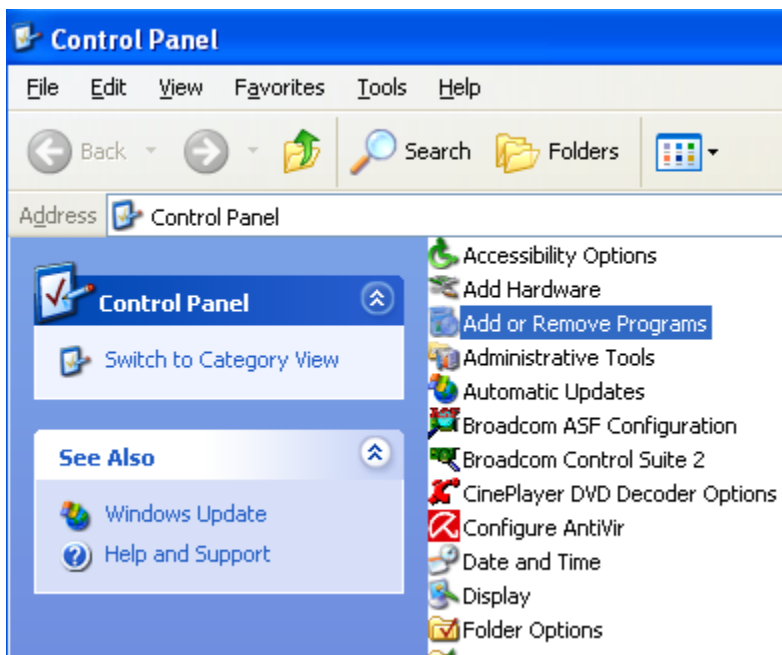 Control Panel
File Edit View Favorites Tools Help
Back Search Folders
Address Control Panel
Control Panel
Switch to Category View
See Also
Windows Update
Help and Support
Accessibility Options
Add Hardware
Add or Remove Programs
Administrative Tools
Automatic Updates
Broadcom ASF Configuration
Broadcom Control Suite 2
CinePlayer DVD Decoder Options
Configure AntiVir
Date and Time
Display
Folder Options